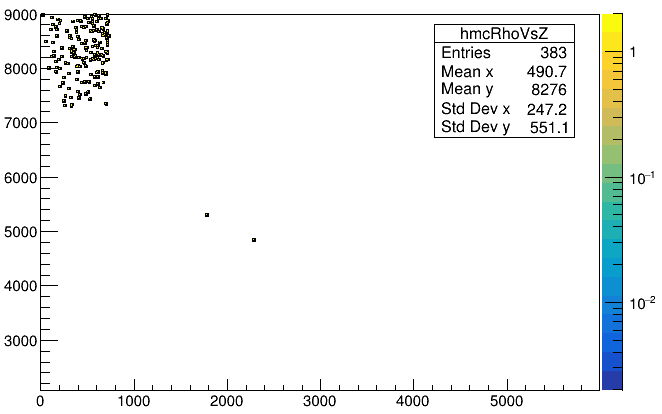 hmcRhoVsZ
Entries 383
Mean x 490.7
Mean y 8276
Std Dev x 247.2
Std Dev y 551.1
9000
8000
7000
6000
5000
4000
3000
0 1000 2000 3000 4000 5000
1
10⁻¹
10⁻²